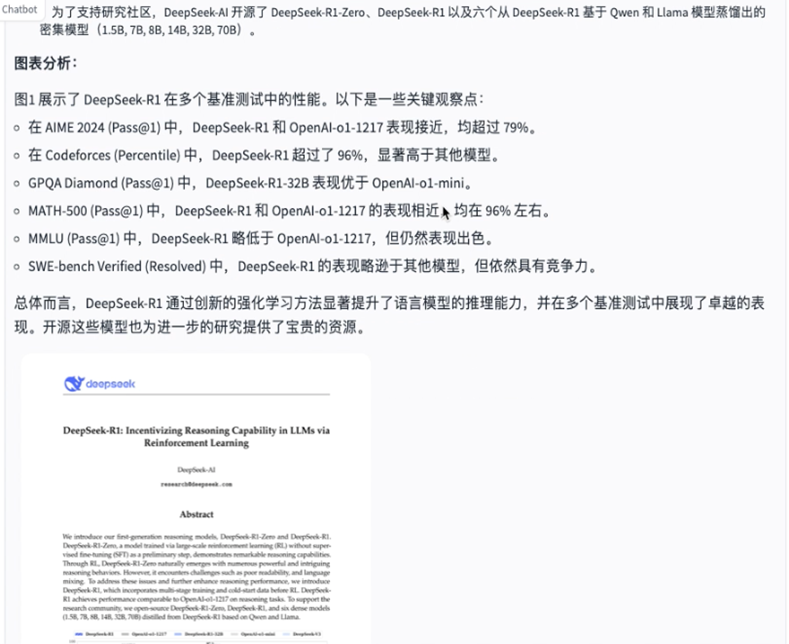 Chatbot
为了支持研究社区，DeepSeek-AI 开源了 DeepSeek-R1-Zero、DeepSeek-R1 以及六个从 DeepSeek-R1 基于 Qwen 和 Llama 模型蒸馏出的
密集模型（1.5B, 7B, 8B, 14B, 32B, 70B）。
图表分析：
图1 展示了 DeepSeek-R1 在多个基准测试中的性能。以下是一些关键观察点：
在 AIME 2024 (Pass@1) 中，DeepSeek-R1 和 OpenAI-o1-1217 表现接近，均超过 79%。
在 Codeforces (Percentile) 中，DeepSeek-R1 超过了 96%，显著高于其他模型。
GPQA Diamond (Pass@1) 中，DeepSeek-R1-32B 表现优于 OpenAI-o1-mini。
MATH-500 (Pass@1) 中，DeepSeek-R1 和 OpenAI-o1-1217 的表现相近，均在 96% 左右。
MMLU (Pass@1) 中，DeepSeek-R1 略低于 OpenAI-o1-1217，但仍然表现出色。
SWE-bench Verified (Resolved) 中，DeepSeek-R1 的表现略逊于其他模型，但依然具有竞争力。
总体而言，DeepSeek-R1 通过创新的强化学习方法显著提升了语言模型的推理能力，并在多个基准测试中展现了卓越的表
现。开源这些模型也为进一步的研究提供了宝贵的资源。
deepseek
DeepSeek-R1: Incentivizing Reasoning Capability in LLMs via
Reinforcement Learning
DeepSeek-AI
research@deepseek.com
Abstract
We introduce our first-generation reasoning models, DeepSeek-R1-Zero and DeepSeek-R1.
DeepSeek-R1-Zero, a model trained via large-scale reinforcement learning (RL) without super-
vised fine-tuning (SFT) as a preliminary step, demonstrates remarkable reasoning capabilities.
Through RL, DeepSeek-R1-Zero naturally emerges with numerous powerful and intriguing
reasoning behaviors. However, it encounters challenges such as poor readability, and language
mixing. To address these issues and further enhance reasoning performance, we introduce
DeepSeek-R1, which incorporates multi-stage training and cold-start data before RL. DeepSeek-
R1 achieves performance comparable to OpenAI-o1-1217 on reasoning tasks. To support the
research community, we open-source DeepSeek-R1-Zero, DeepSeek-R1, and six dense models
(1.5B, 7B, 8B, 14B, 32B, 70B) distilled from DeepSeek-R1 based on Qwen and Llama.
DeepSeek-R1 OpenAI-o1-1217 DeepSeek-R1-32B OpenAI-o1-mini DeepSeek-V3